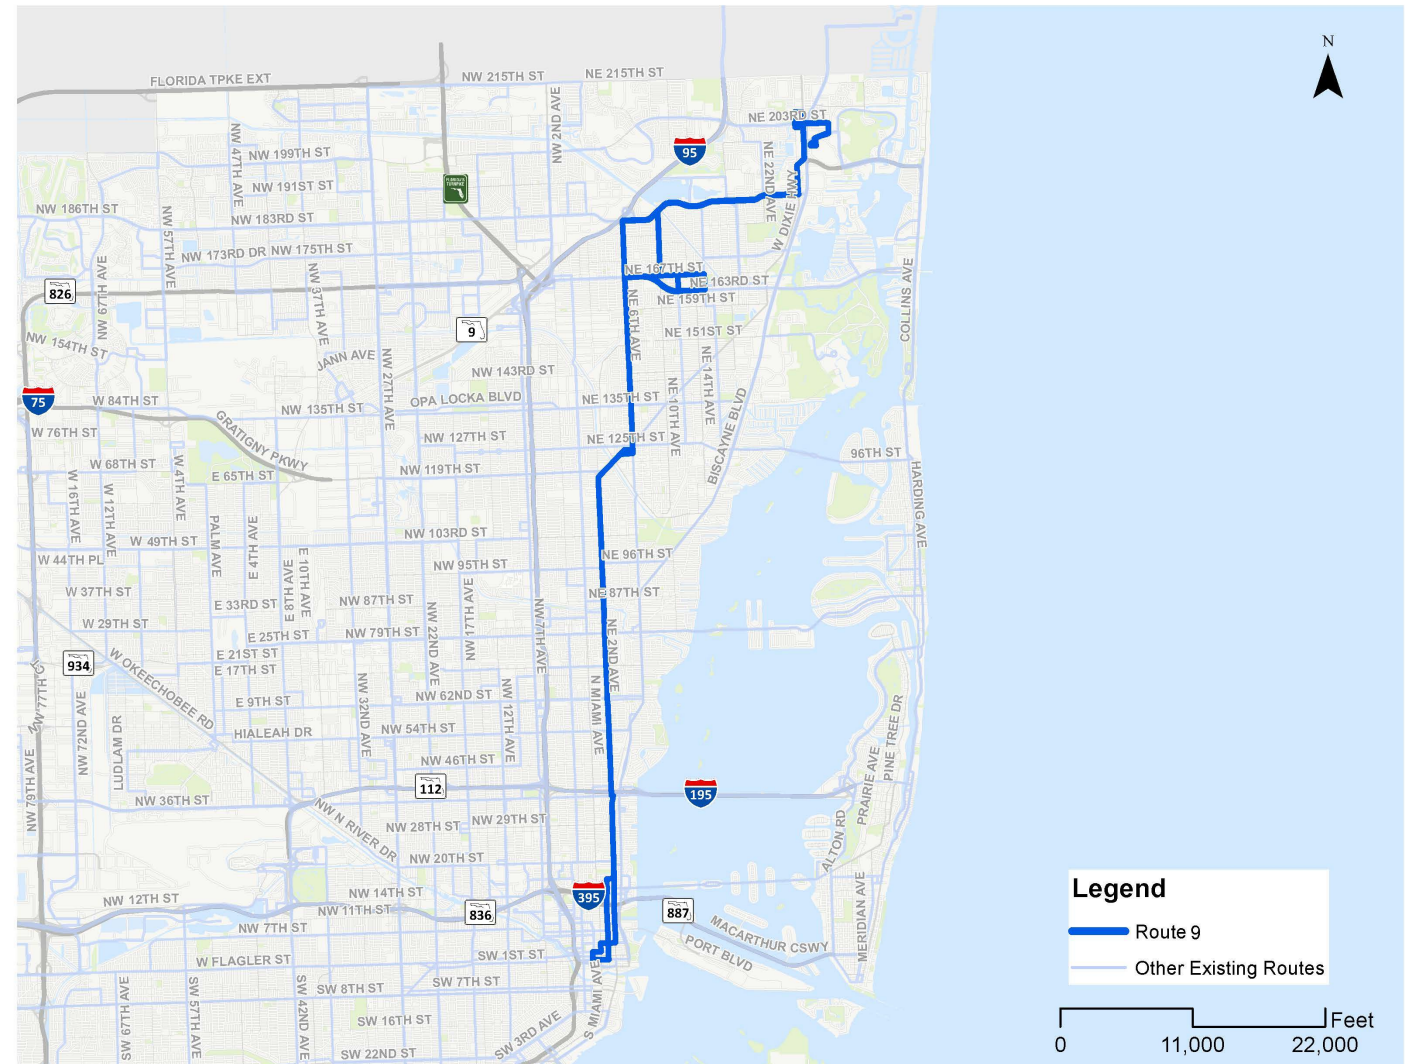 N
FLORIDA TPKE EXT
NW 215TH ST
NE 215TH ST
NE 203RD ST
NW 2ND AVE
95
NW 47TH AVE
NW 199TH ST
NE 22ND AVE
NW 191ST ST
NW 186TH ST
NW 57TH AVE
NW 183RD ST
W DIXIE HWY
NW 173RD DR
NW 175TH ST
NW 67TH AVE
NW 37TH AVE
NE 167TH ST
NE 163RD ST
NE 159TH ST
COLLINS AVE
826
NE 6TH AVE
9
NE 151ST ST
NW 154TH ST
JANN AVE
NW 27TH AVE
NW 143RD ST
NE 14TH AVE
NE 10TH AVE
75
W 84TH ST
NW 135TH ST
OPA LOCKA BLVD
NE 135TH ST
BISCAYNE BLVD
GRATIGNY PKWY
W 76TH ST
NW 127TH ST
NE 125TH ST
96TH ST
W 68TH ST
W 4TH AVE
E 65TH ST
NW 119TH ST
HARDING AVE
W 16TH AVE
W 12TH AVE
PALM AVE
E 4TH AVE
NW 103RD ST
W 49TH ST
E 8TH AVE
E 10TH AVE
W 44TH PL
NW 95TH ST
NE 96TH ST
W 37TH ST
E 33RD ST
NW 87TH ST
NW 17TH AVE
NE 87TH ST
W 29TH ST
E 25TH ST
NW 79TH ST
NW 22ND AVE
NW 7TH AVE
NE 2ND AVE
934
W OKEECHOBEE RD
E 21ST ST
E 17TH ST
NW 77TH CT
NW 72ND AVE
E 9TH ST
NW 32ND AVE
NW 62ND ST
NW 12TH AVE
N MIAMI AVE
LUDLAM DR
HIALEAH DR
NW 54TH ST
PINE TREE DR
PRAIRIE AVE
NW 46TH ST
NW 79TH AVE
112
195
NW 36TH ST
NW N RIVER DR
NW 28TH ST
NW 29TH ST
ALTON RD
NW 20TH ST
NW 12TH ST
NW 14TH ST
395
MERIDIAN AVE
NW 11TH ST
836
887
NW 7TH ST
MACARTHUR CSWY
PORT BLVD
W FLAGLER ST
SW 1ST ST
SW 67TH AVE
SW 57TH AVE
SW 42ND AVE
SW 8TH ST
SW 7TH ST
S MIAMI AVE
SW 16TH ST
SW 3RD AVE
SW 22ND ST
Legend
Route 9
Other Existing Routes
Feet
0 11,000 22,000